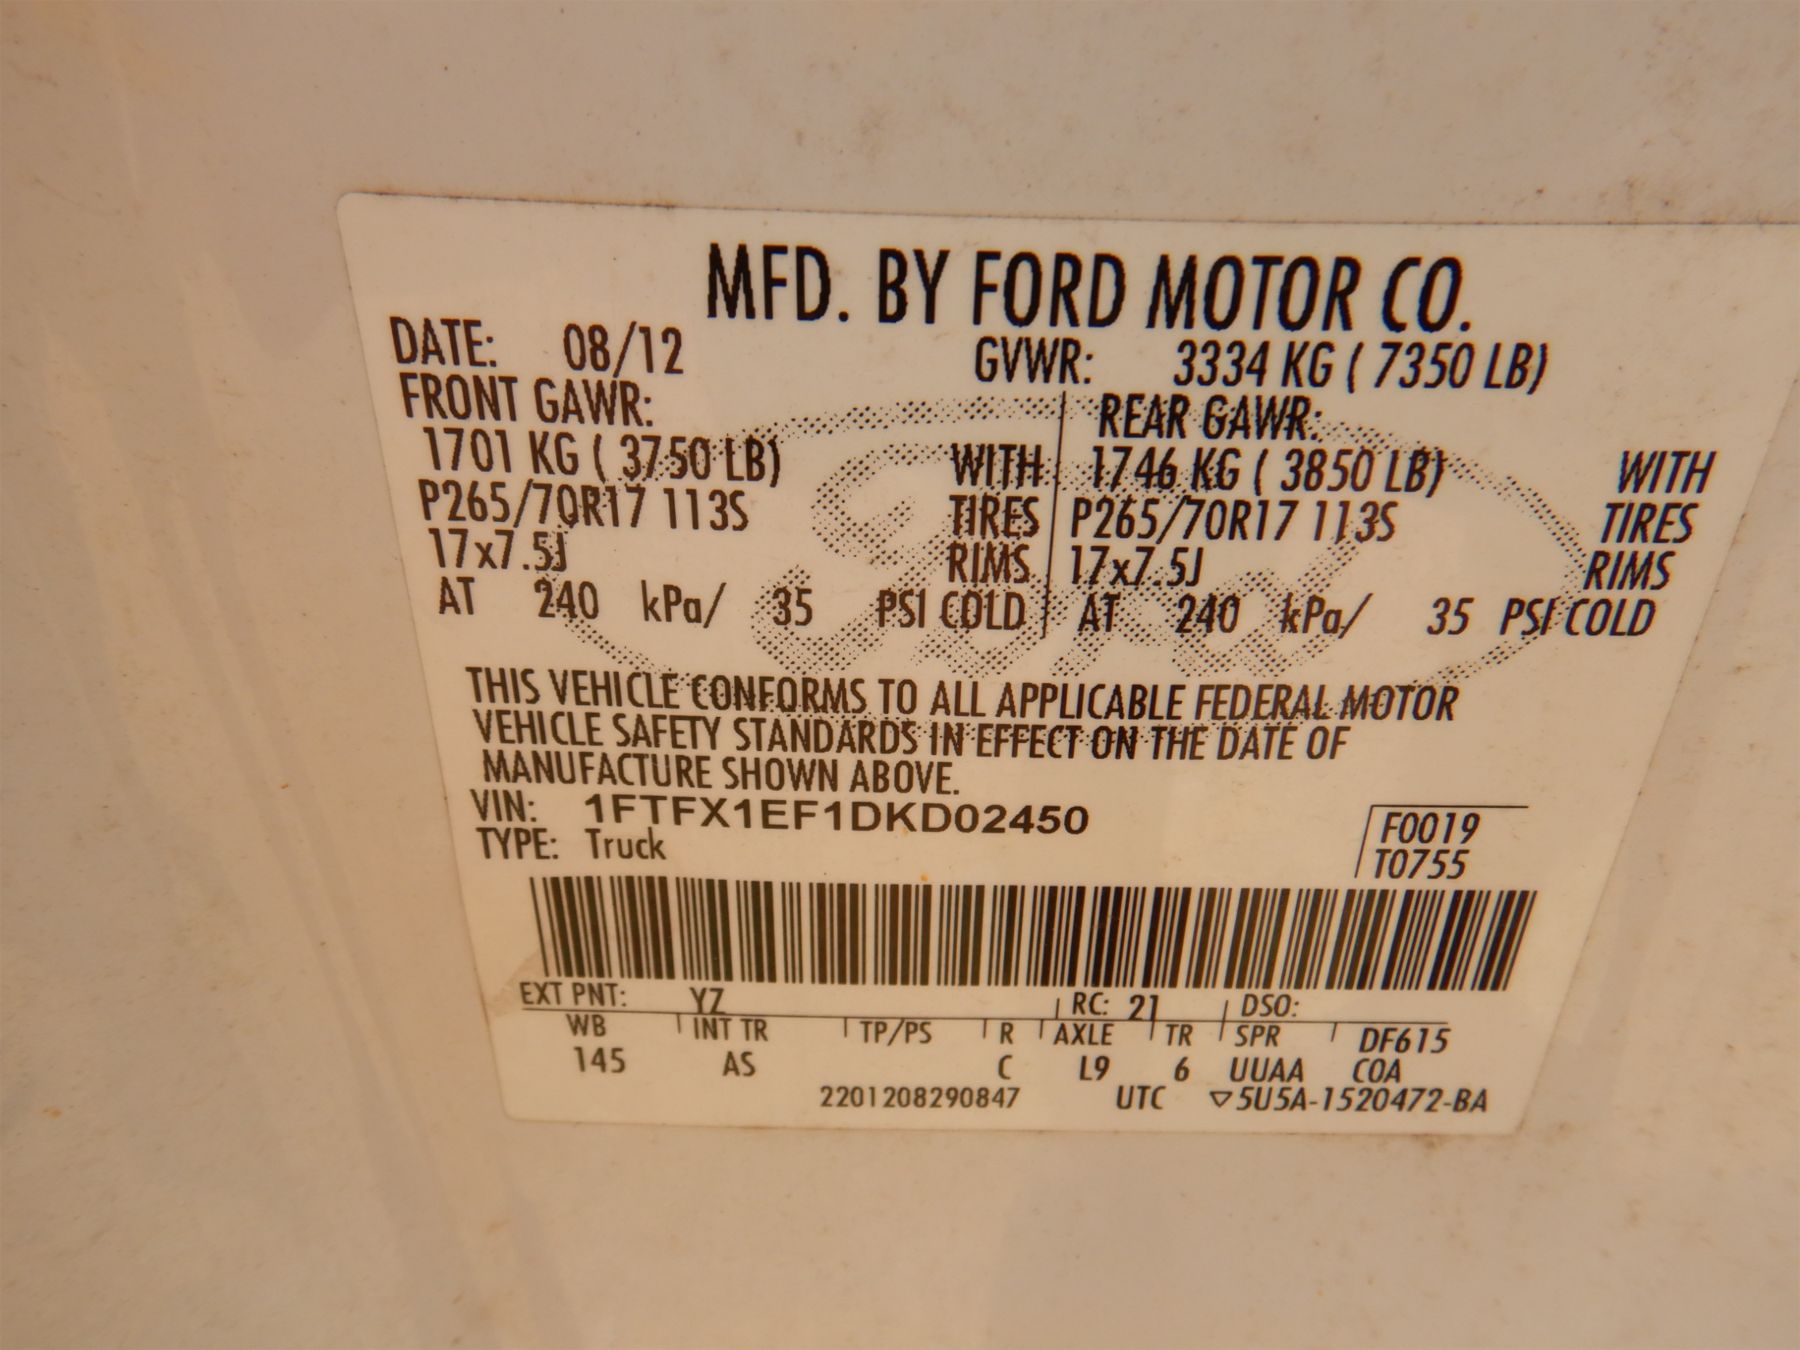 MFD. BY FORD MOTOR CO.
DATE: 08/12 GVWR: 3334 KG ( 7350 LB)
FRONT GAWR: REAR GAWR:
1701 KG ( 3750 LB) WITH 1746 KG ( 3850 LB) WITH
P265/70R17 113S TIRES P265/70R17 113S TIRES
17x7.5J RIMS 17x7.5J RIMS
AT 240 kPa/ 35 PSI COLD AT 240 kPa/ 35 PSI COLD
THIS VEHICLE CONFORMS TO ALL APPLICABLE FEDERAL MOTOR
VEHICLE SAFETY STANDARDS IN EFFECT ON THE DATE OF
MANUFACTURE SHOWN ABOVE.
VIN: 1FTFX1EF1DKD02450
TYPE: Truck
F0019
T0755
EXT PNT: YZ RC: 21 DSO:
WB INT TR TP/PS R AXLE TR SPR DF615
145 AS C L9 6 UUAA COA
2201208290847 UTC ▽5U5A-1520472-BA
Ford